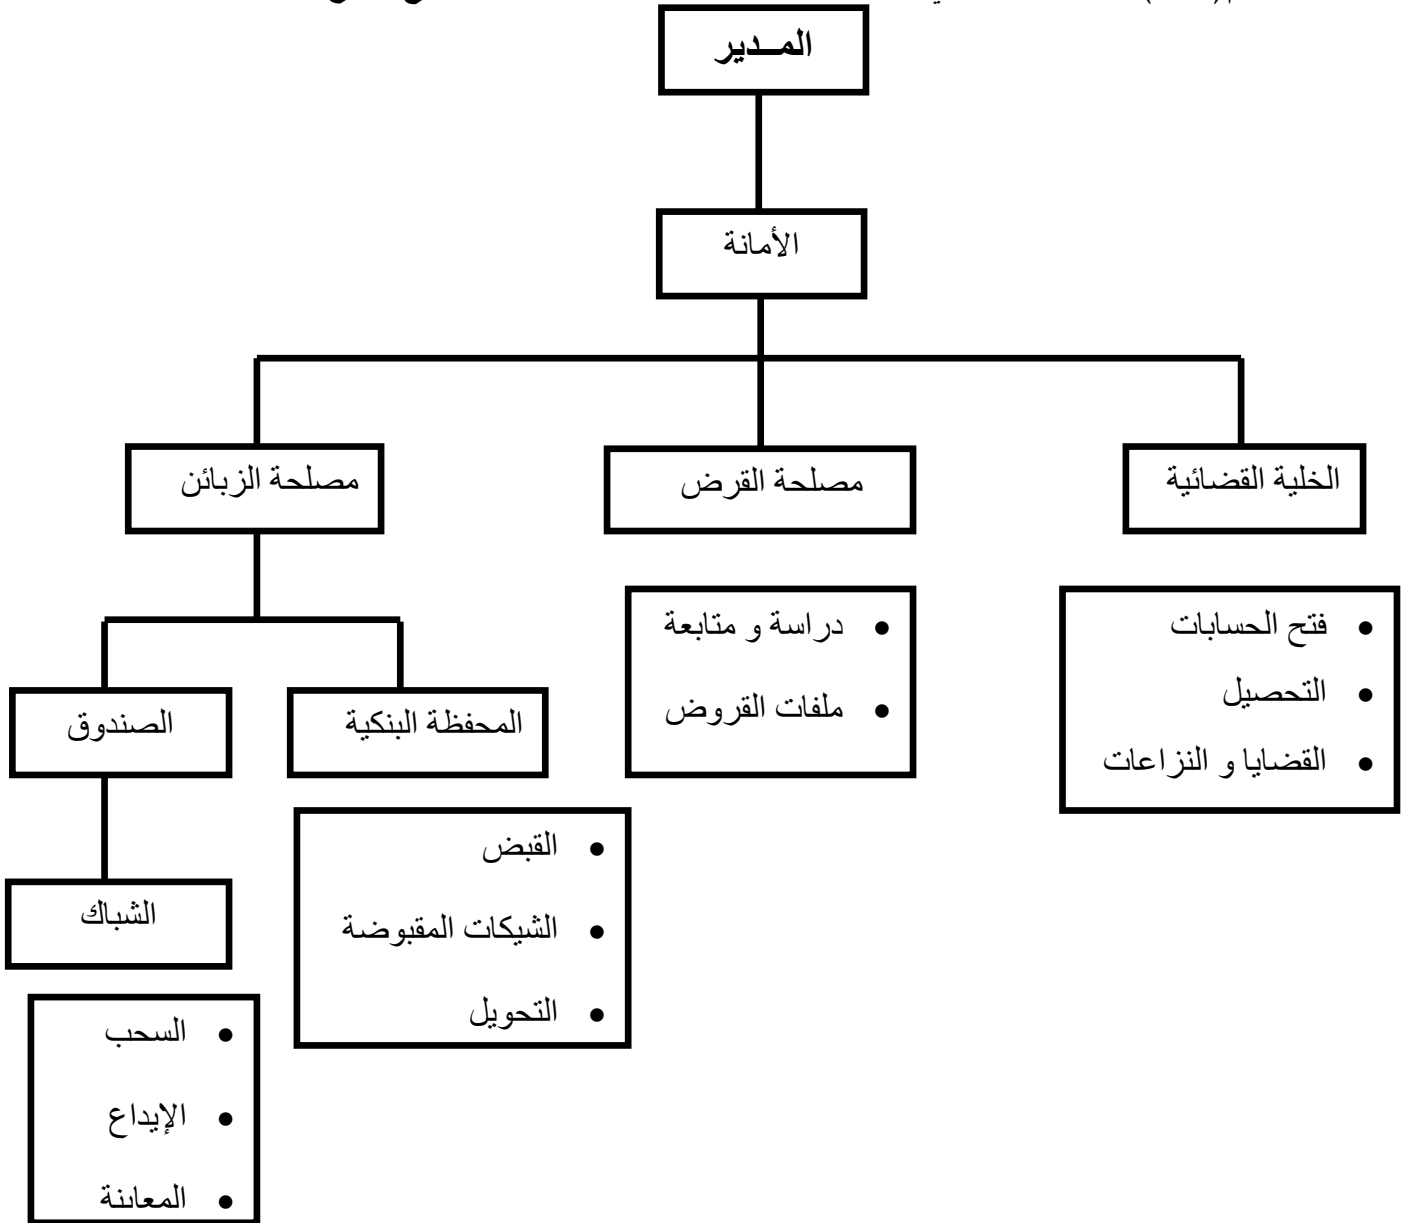 المــدير
الأمانة
الخلية القضائية
مصلحة القرض
مصلحة الزبائن
• فتح الحسابات
• التحصيل
• القضايا و النزاعات
• دراسة و متابعة
• ملفات القروض
المحفظة البنكية
الصندوق
• القبض
• الشيكات المقبوضة
• التحويل
الشباك
• السحب
• الإيداع
• المعاينة